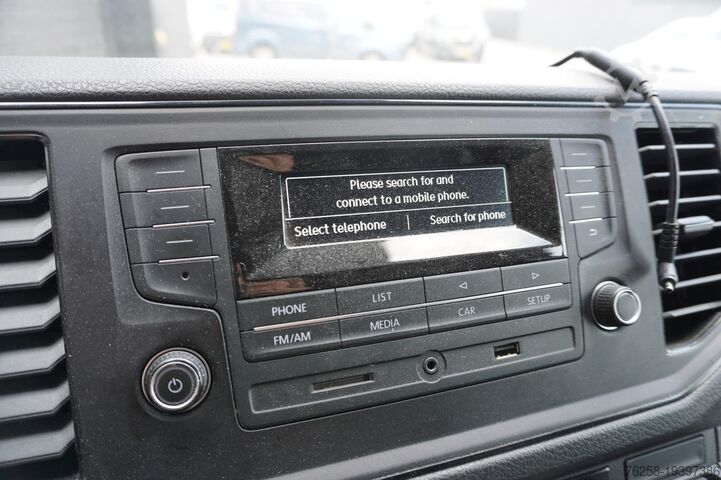 Please search for and
connect to a mobile phone.
Select telephone | Search for phone
PHONE LIST ◁ ▷
FM/AM MEDIA CAR SETUP
76258-19397386